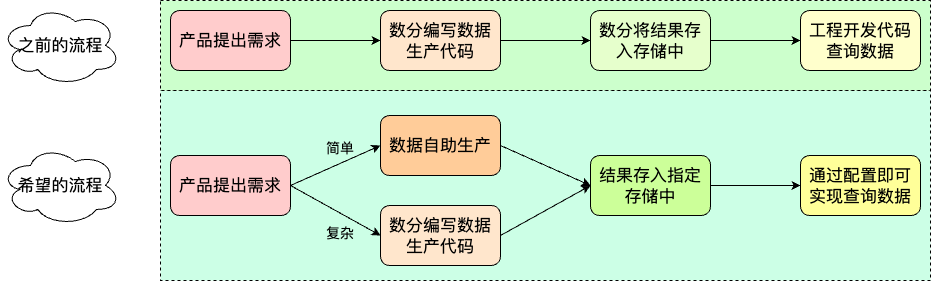 之前的流程
产品提出需求
数分编写数据
生产代码
数分将结果存
入存储中
工程开发代码
查询数据
希望的流程
产品提出需求
简单
数据自助生产
复杂
数分编写数据
生产代码
结果存入指定
存储中
通过配置即可
实现查询数据